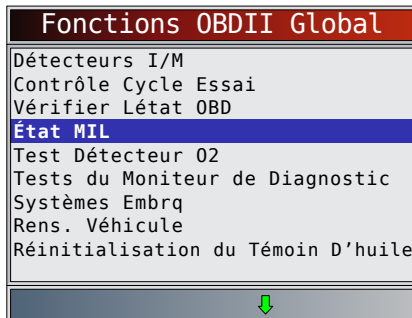 Fonctions OBDII Global
Détecteurs I/M
Contrôle Cycle Essai
Vérifier Létat OBD
État MIL
Test Détecteur O2
Tests du Moniteur de Diagnostic
Systèmes Embrq
Rens. Véhicule
Réinitialisation du Témoin D’huile